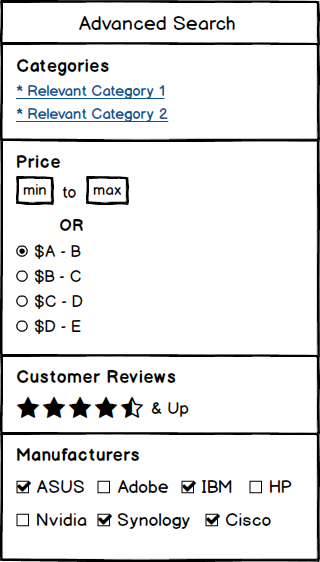 Advanced Search
Categories
* Relevant Category 1
* Relevant Category 2
Price
min to max
OR
$A - B
$B - C
$C - D
$D - E
Customer Reviews
& Up
Manufacturers
ASUS Adobe IBM HP
Nvidia Synology Cisco